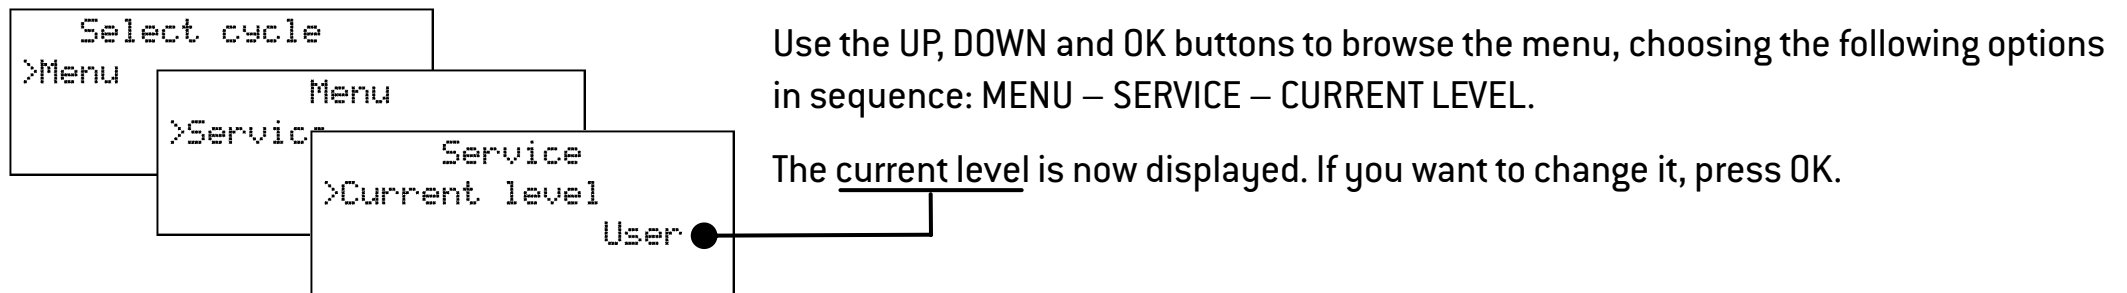 Select cycle
>Menu
Menu
>Service
Service
>Current level
User
Use the UP, DOWN and OK buttons to browse the menu, choosing the following options
in sequence: MENU – SERVICE – CURRENT LEVEL.
The current level is now displayed. If you want to change it, press OK.